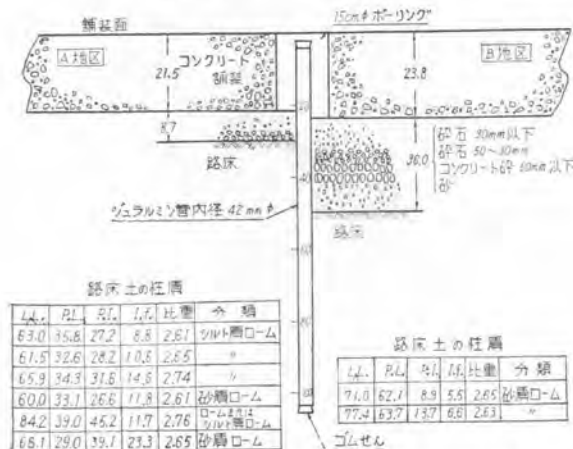 舗装面
15cmφボーリング
A地区
コンクリート
舗装
21.5
B地区
23.8
8.7
路床
36.0
砕石 30mm以下
砕石 50～80mm
コンクリート砕 50mm以下
砂
ジュラルミン管内径 42mmφ
路床
路床土の性質
L.L. P.L. P.I. I.f. 比重 分類
63.0 35.8 27.2 8.8 2.61 シルト質ローム
61.5 32.6 28.2 10.6 2.65 〃
65.9 34.3 31.6 14.6 2.74 〃
60.0 33.1 26.6 11.8 2.61 砂質ローム
84.2 39.0 45.2 11.7 2.76 ロームまたはシルト質ローム
68.1 29.0 39.1 23.3 2.65 砂質ローム
路床土の性質
L.L. P.L. P.I. I.f. 比重 分類
71.0 62.1 8.9 5.6 2.65 砂質ローム
77.4 63.7 13.7 6.6 2.63 〃
ゴムせん